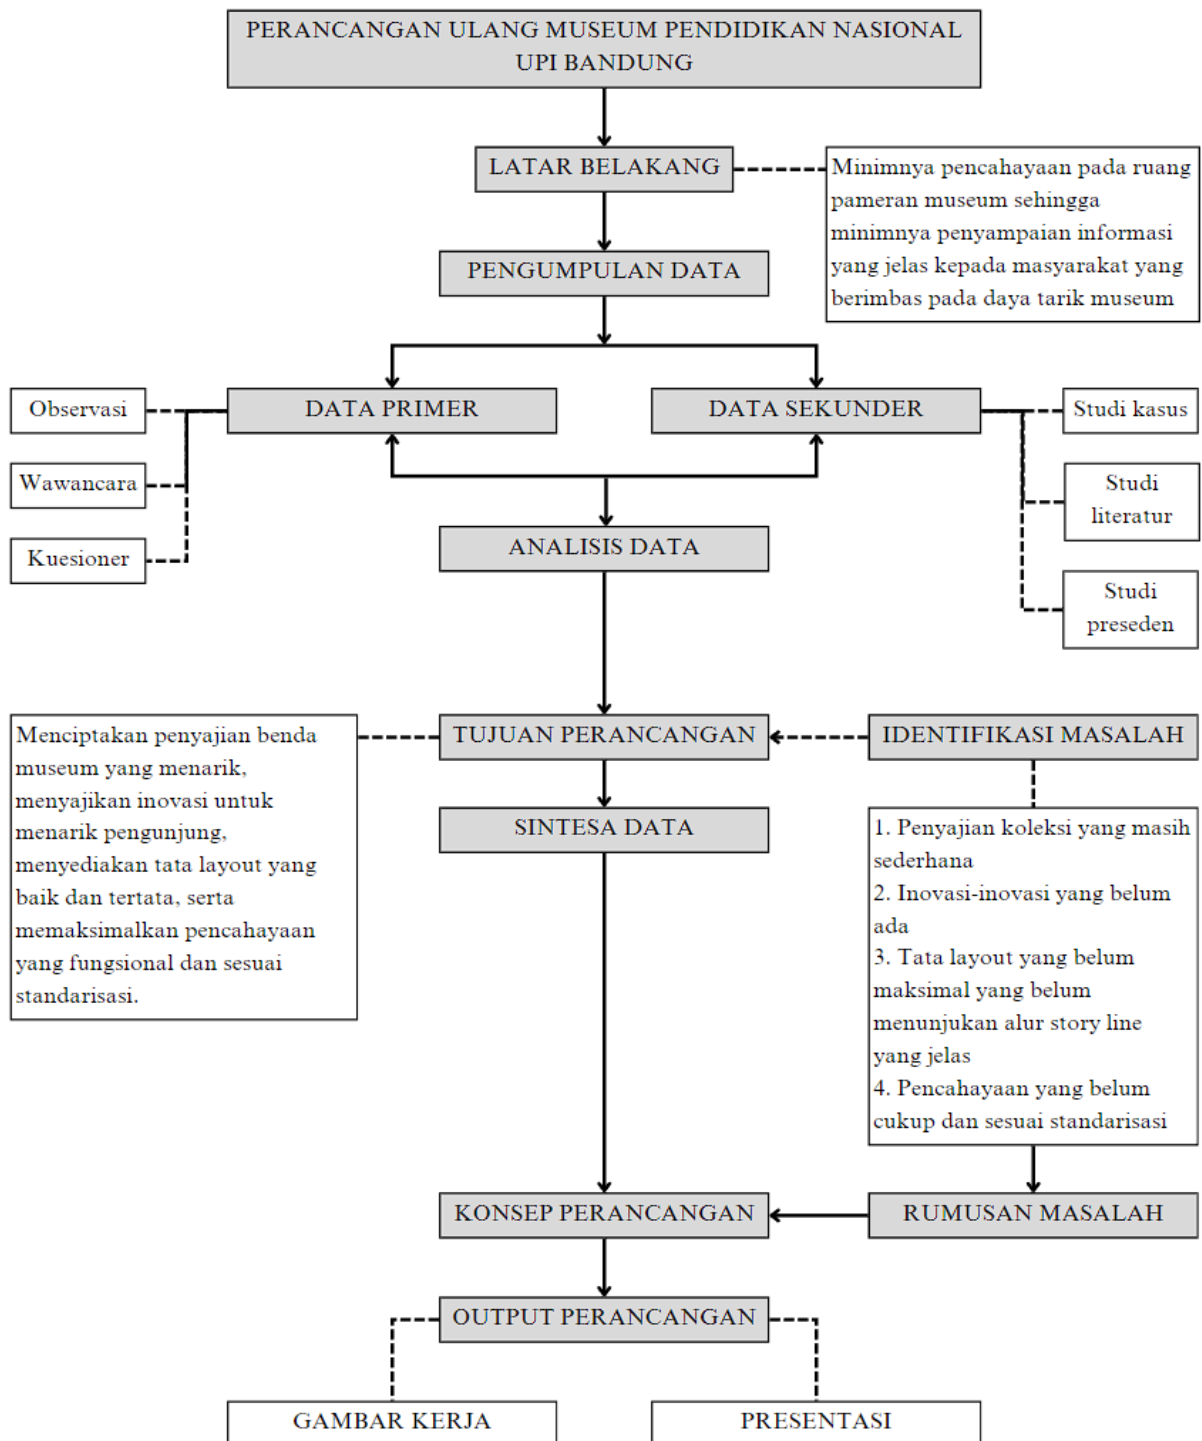 PERANCANGAN ULANG MUSEUM PENDIDIKAN NASIONAL
UPI BANDUNG
LATAR BELAKANG
Minimnya pencahayaan pada ruang
pameran museum sehingga
minimnya penyampaian informasi
yang jelas kepada masyarakat yang
berimbas pada daya tarik museum
PENGUMPULAN DATA
DATA PRIMER
DATA SEKUNDER
Observasi
Wawancara
Kuesioner
Studi kasus
Studi
literatur
Studi
preseden
ANALISIS DATA
TUJUAN PERANCANGAN
IDENTIFIKASI MASALAH
Menciptakan penyajian benda
museum yang menarik,
menyajikan inovasi untuk
menarik pengunjung,
menyediakan tata layout yang
baik dan tertata, serta
memaksimalkan pencahayaan
yang fungsional dan sesuai
standarisasi.
SINTESA DATA
1. Penyajian koleksi yang masih
sederhana
2. Inovasi-inovasi yang belum
ada
3. Tata layout yang belum
maksimal yang belum
menunjukan alur story line
yang jelas
4. Pencahayaan yang belum
cukup dan sesuai standarisasi
KONSEP PERANCANGAN
RUMUSAN MASALAH
OUTPUT PERANCANGAN
GAMBAR KERJA
PRESENTASI